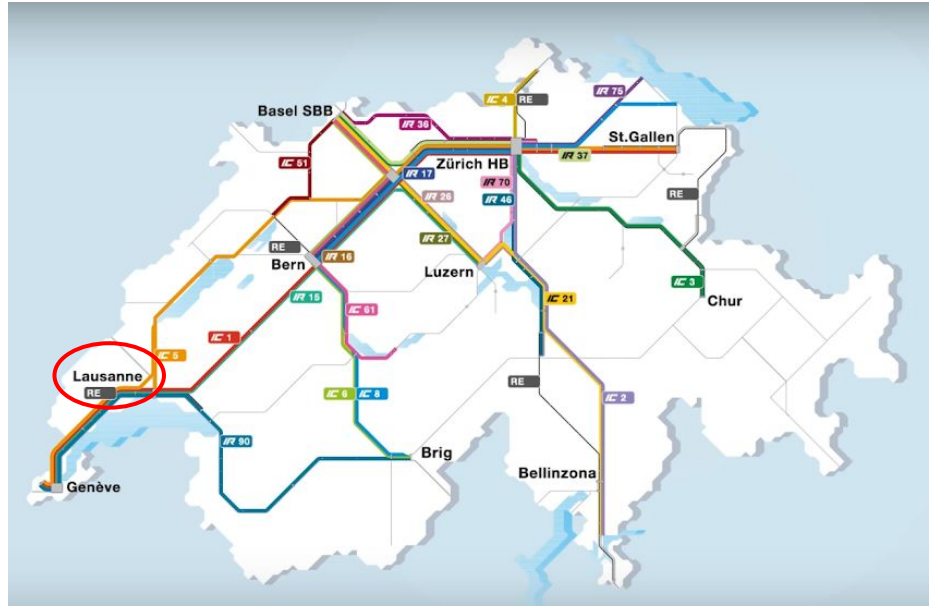 IR 75
IC 4
RE
Basel SBB
IR 36
St.Gallen
IR 37
IC 51
Zürich HB
IR 17
IR 70
IR 26
IR 46
RE
IR 27
RE
Bern
IR 16
Luzern
IC 3
IR 15
IC 21
Chur
IC 61
IC 1
IC 5
Lausanne
RE
RE
IC 6
IC 8
IC 2
IR 90
Brig
Bellinzona
Genève